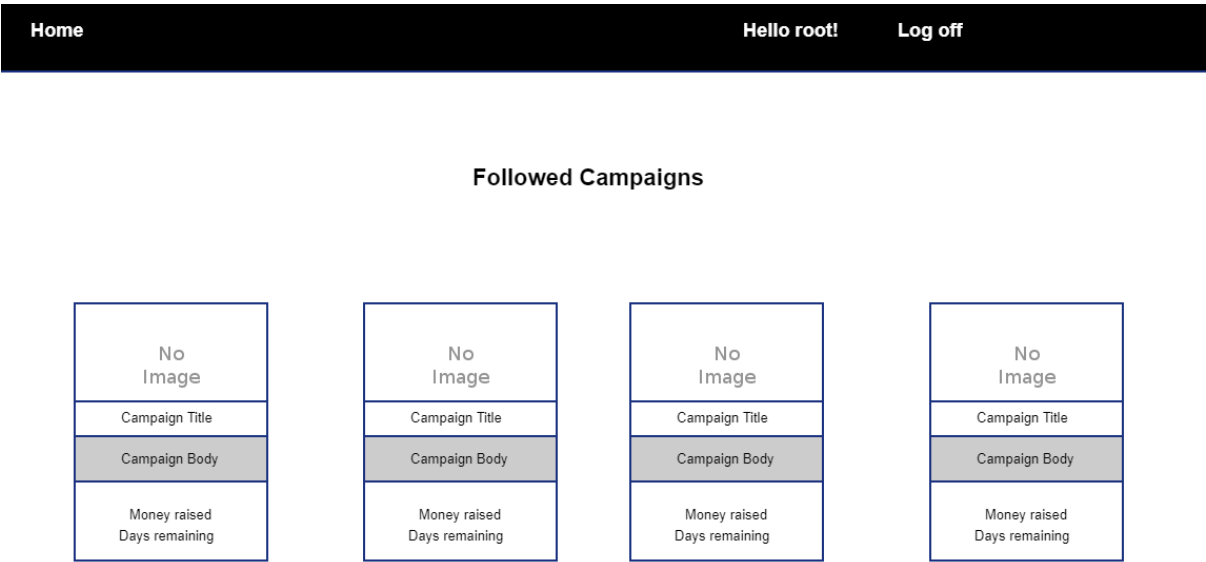 Home Hello root! Log off
Followed Campaigns
No
Image
Campaign Title
Campaign Body
Money raised
Days remaining
No
Image
Campaign Title
Campaign Body
Money raised
Days remaining
No
Image
Campaign Title
Campaign Body
Money raised
Days remaining
No
Image
Campaign Title
Campaign Body
Money raised
Days remaining